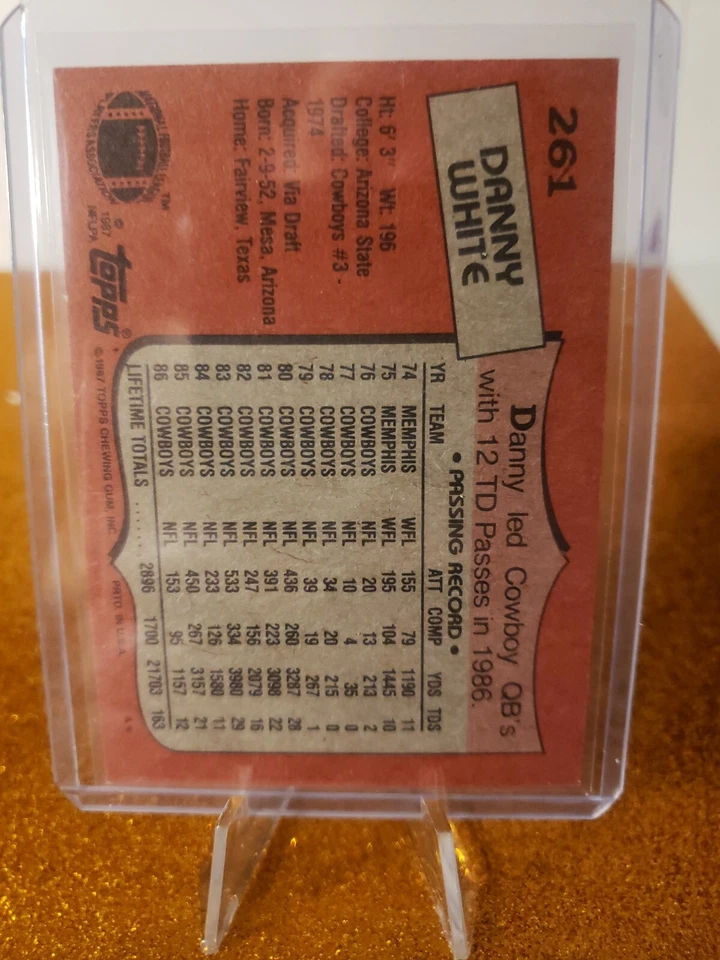 261
DANNY
WHITE
Ht: 6' 3" Wt: 196
College: Arizona State
Drafted: Cowboys #3 -
1974
Acquired: Via Draft
Born: 2-9-52, Mesa, Arizona
Home: Fairview, Texas
Danny led Cowboy QB's
with 12 TD Passes in 1986.
• PASSING RECORD •
YR TEAM ATT COMP YDS TDS
74 MEMPHIS WFL 155 79 1190 11
75 MEMPHIS WFL 195 104 1445 10
76 COWBOYS NFL 20 13 213 2
77 COWBOYS NFL 10 4 35 0
78 COWBOYS NFL 34 20 215 0
79 COWBOYS NFL 39 19 267 1
80 COWBOYS NFL 436 260 3287 28
81 COWBOYS NFL 391 223 3098 22
82 COWBOYS NFL 247 156 2079 16
83 COWBOYS NFL 533 334 3980 29
84 COWBOYS NFL 233 126 1580 11
85 COWBOYS NFL 450 267 3157 21
86 COWBOYS NFL 153 95 1157 12
LIFETIME TOTALS ....... 2896 1700 21703 163
™
© 1987
NFLPA
topps®
© 1987 TOPPS CHEWING GUM, INC. PRTD. IN U.S.A.